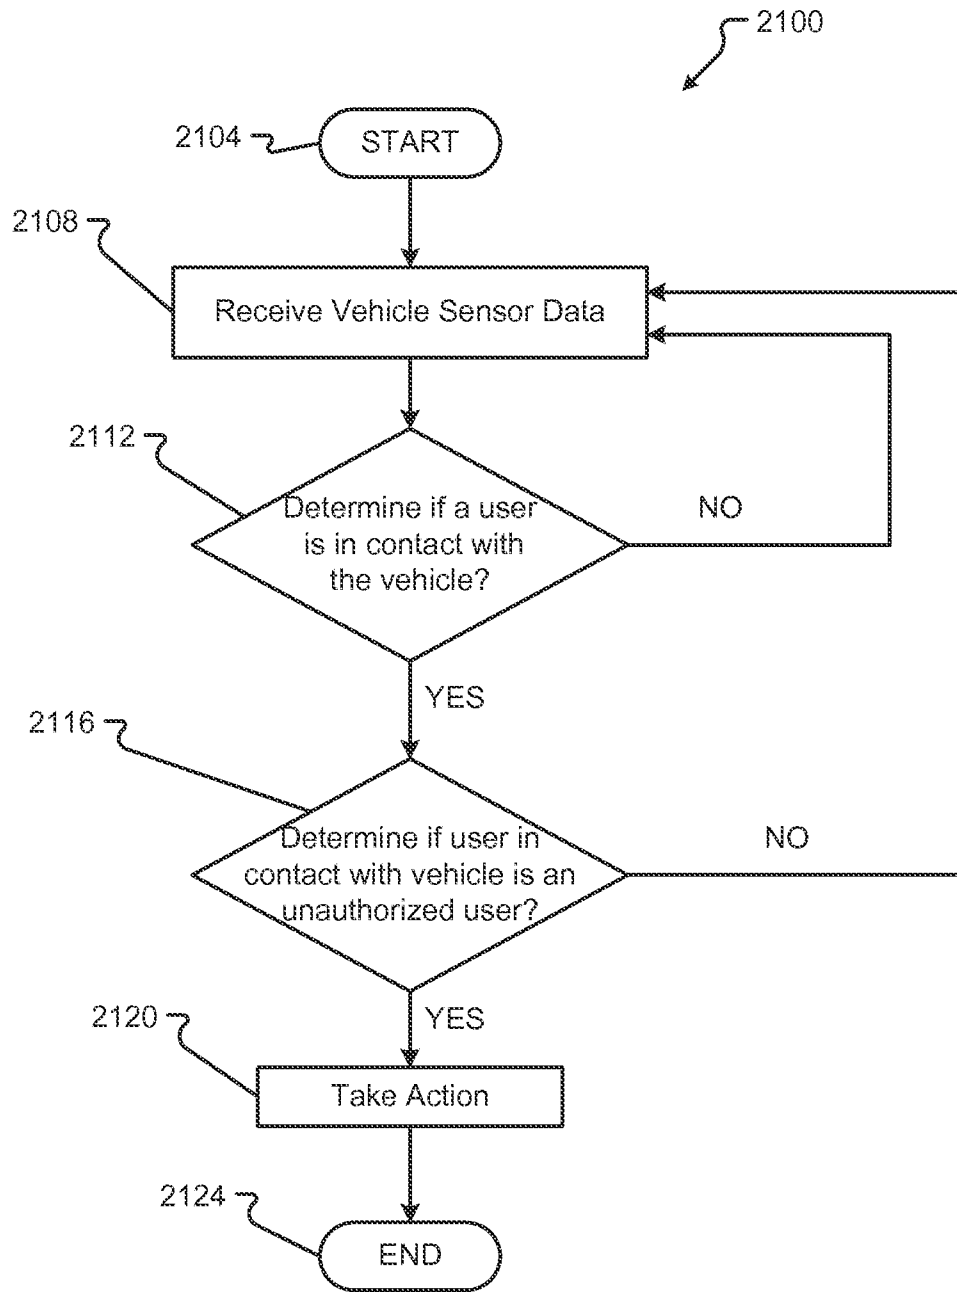 2100
2104
START
2108
Receive Vehicle Sensor Data
2112
Determine if a user
is in contact with
the vehicle?
NO
YES
2116
Determine if user in
contact with vehicle is an
unauthorized user?
NO
YES
2120
Take Action
2124
END